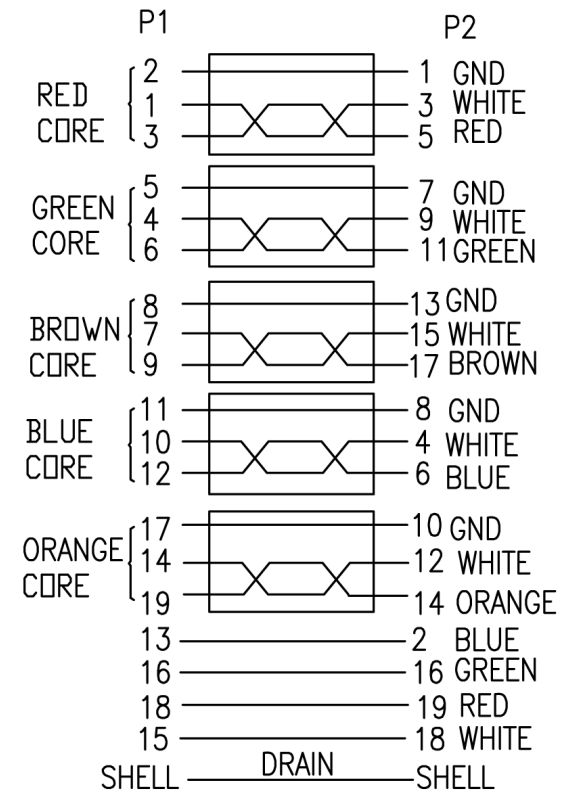 P1 P2
RED CORE
2 1 GND
1 3 WHITE
3 5 RED
GREEN CORE
5 7 GND
4 9 WHITE
6 11 GREEN
BROWN CORE
8 13 GND
7 15 WHITE
9 17 BROWN
BLUE CORE
11 8 GND
10 4 WHITE
12 6 BLUE
ORANGE CORE
17 10 GND
14 12 WHITE
19 14 ORANGE
13 2 BLUE
16 16 GREEN
18 19 RED
15 18 WHITE
SHELL DRAIN SHELL